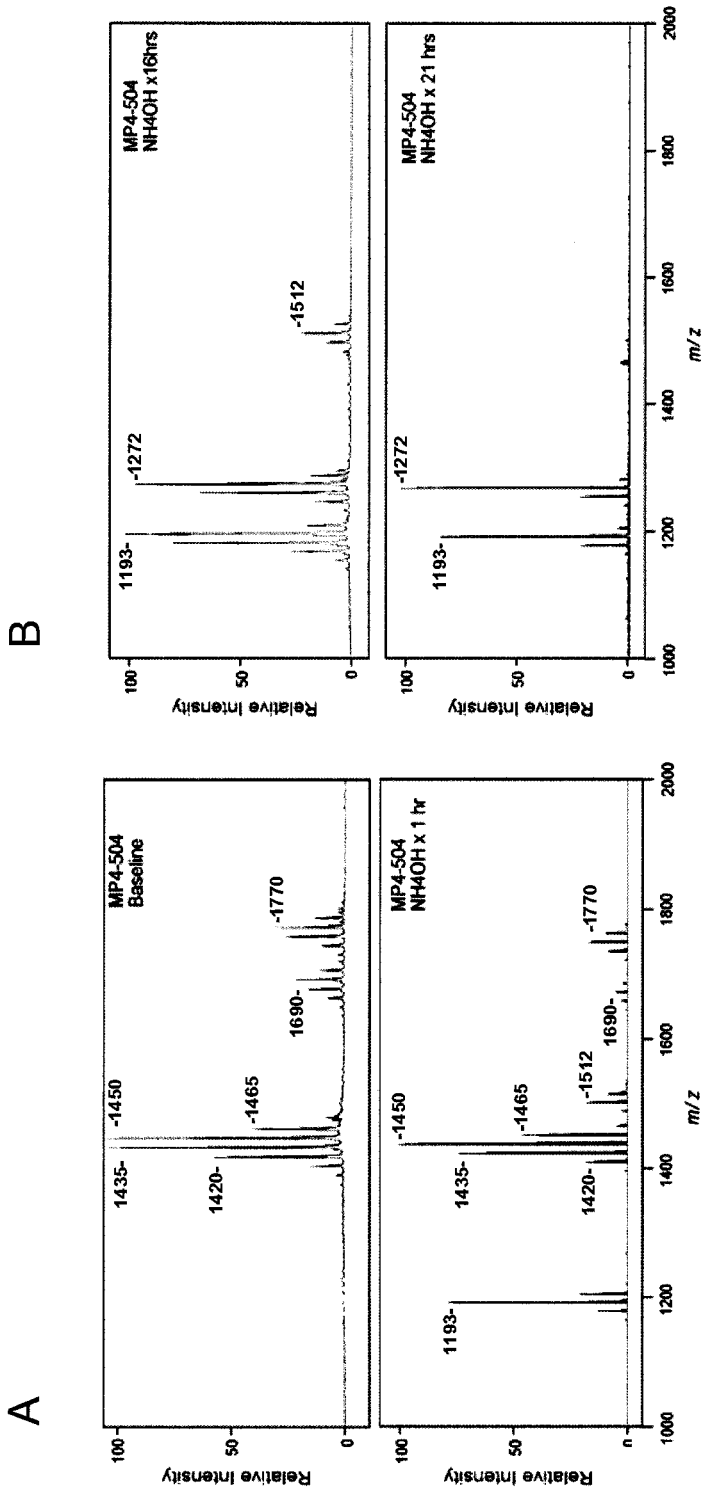 A
Relative Intensity
100
50
0
MP4-504
Baseline
1435-
-1450
1420-
-1465
1690-
-1770
Relative Intensity
100
50
0
MP4-504
NH4OH x 1 hr
1193-
1435-
-1450
1420-
-1465
-1512
1690-
-1770
1000
1200
1400
1600
1800
2000
m/z
B
Relative Intensity
100
50
0
MP4-504
NH4OH x16hrs
1193-
-1272
-1512
Relative Intensity
100
50
0
MP4-504
NH4OH x 21 hrs
1193-
-1272
1000
1200
1400
1600
1800
2000
m/z